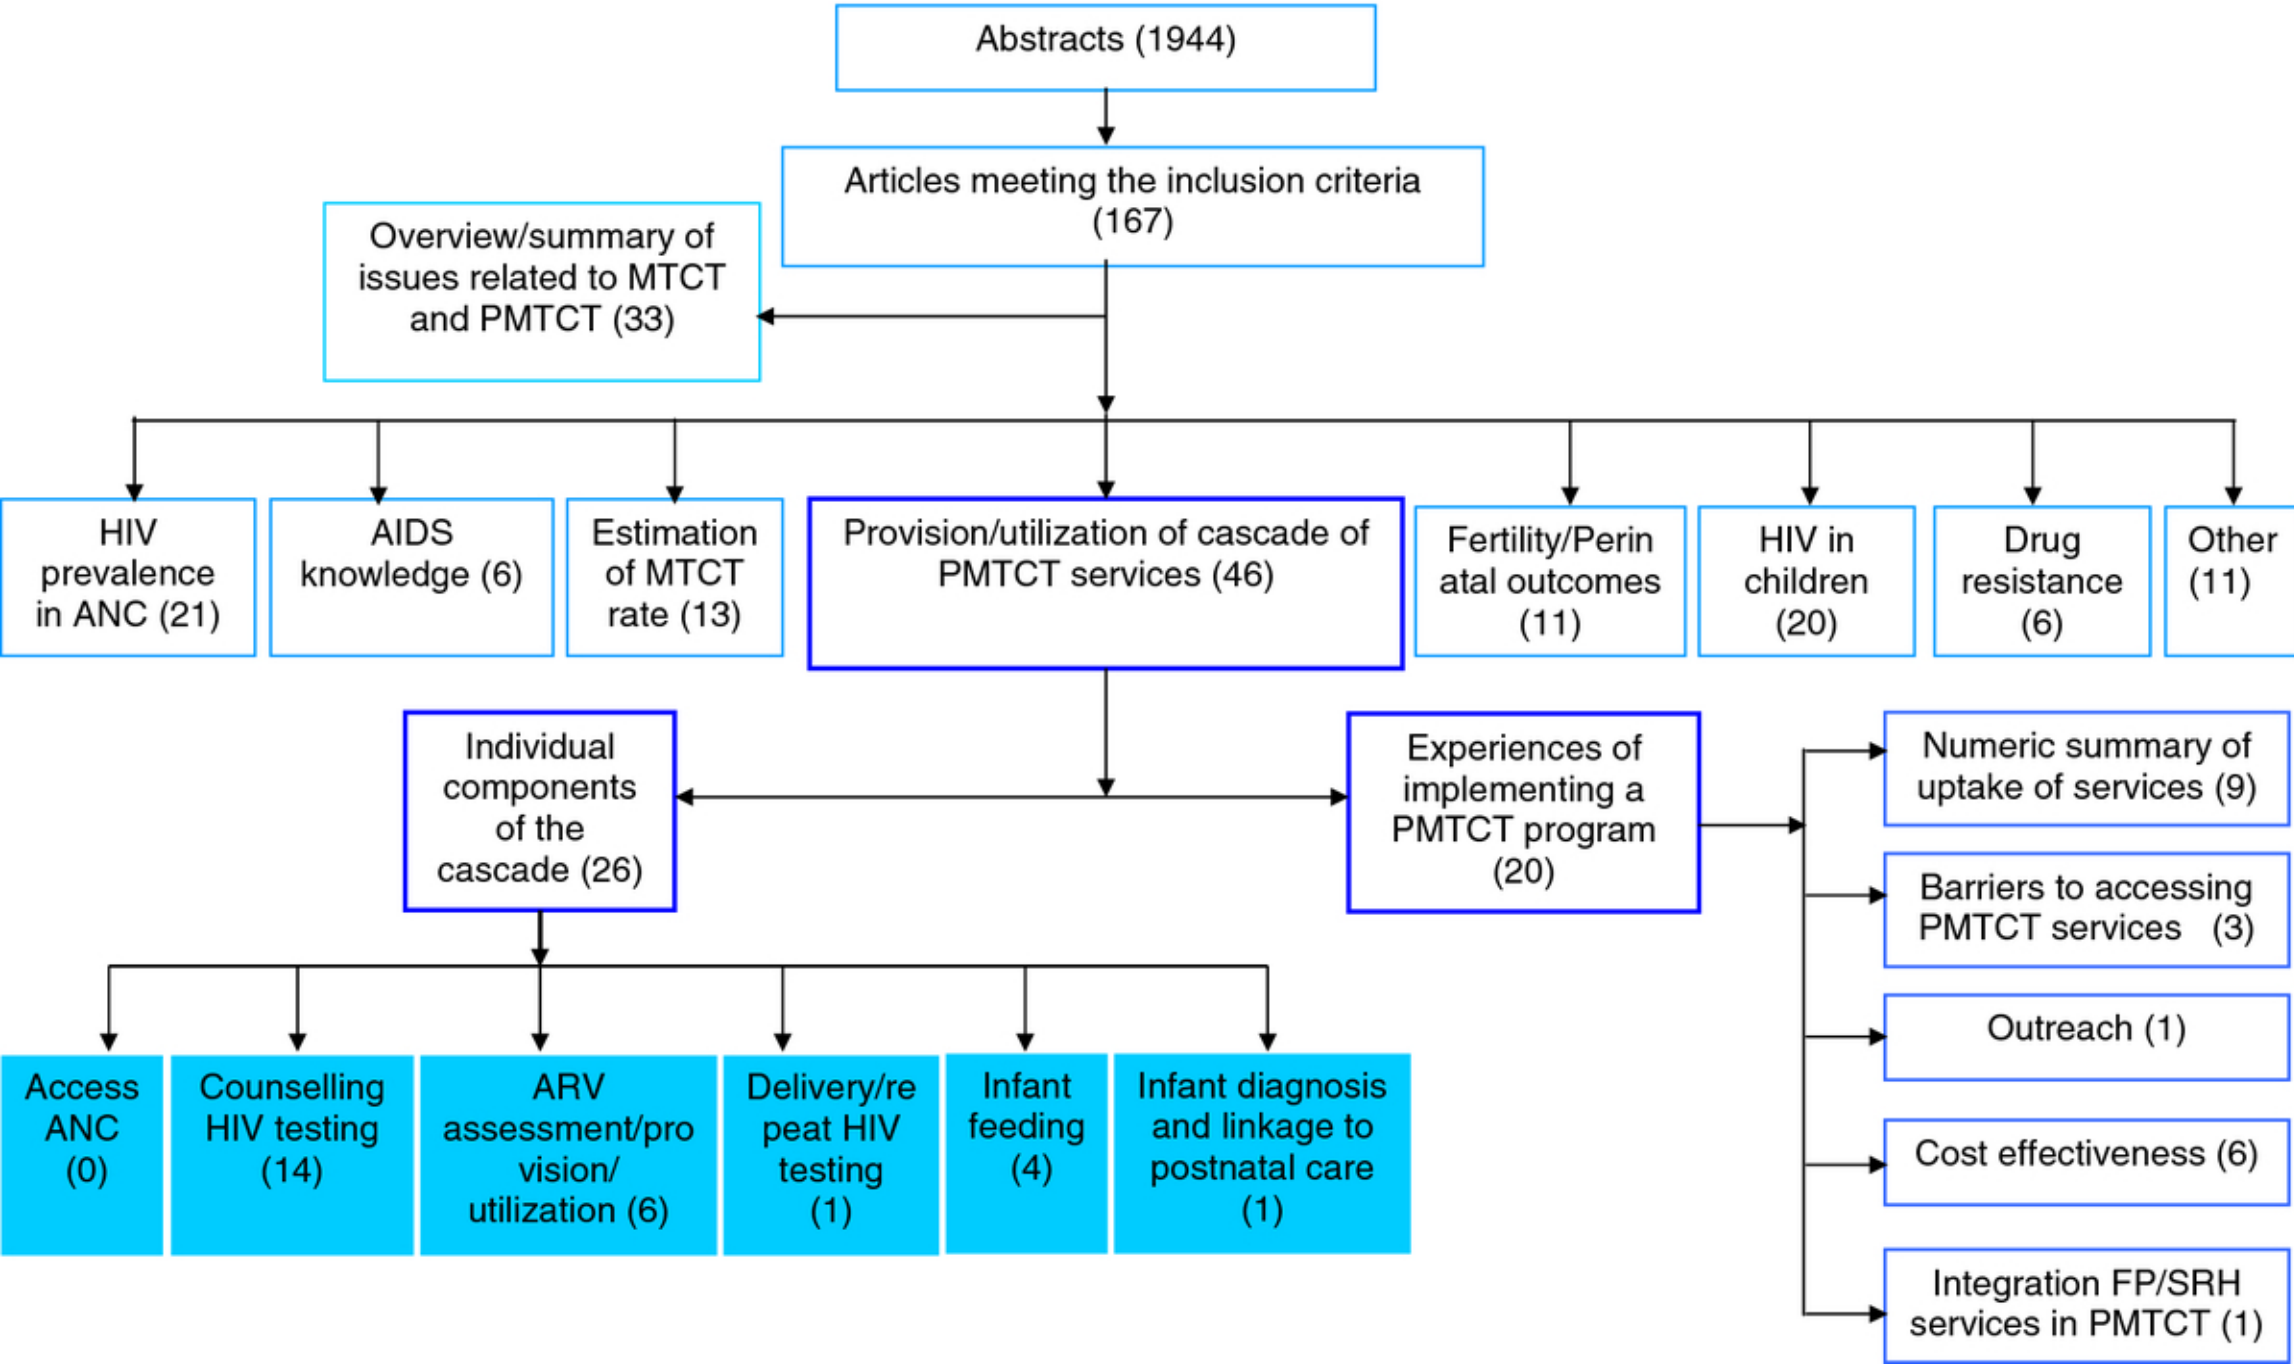 Abstracts (1944)
Articles meeting the inclusion criteria
(167)
Overview/summary of
issues related to MTCT
and PMTCT (33)
HIV
prevalence
in ANC (21)
AIDS
knowledge (6)
Estimation
of MTCT
rate (13)
Provision/utilization of cascade of
PMTCT services (46)
Fertility/Perin
atal outcomes
(11)
HIV in
children
(20)
Drug
resistance
(6)
Other
(11)
Individual
components
of the
cascade (26)
Experiences of
implementing a
PMTCT program
(20)
Numeric summary of
uptake of services (9)
Barriers to accessing
PMTCT services (3)
Outreach (1)
Cost effectiveness (6)
Integration FP/SRH
services in PMTCT (1)
Access
ANC
(0)
Counselling
HIV testing
(14)
ARV
assessment/pro
vision/
utilization (6)
Delivery/re
peat HIV
testing
(1)
Infant
feeding
(4)
Infant diagnosis
and linkage to
postnatal care
(1)